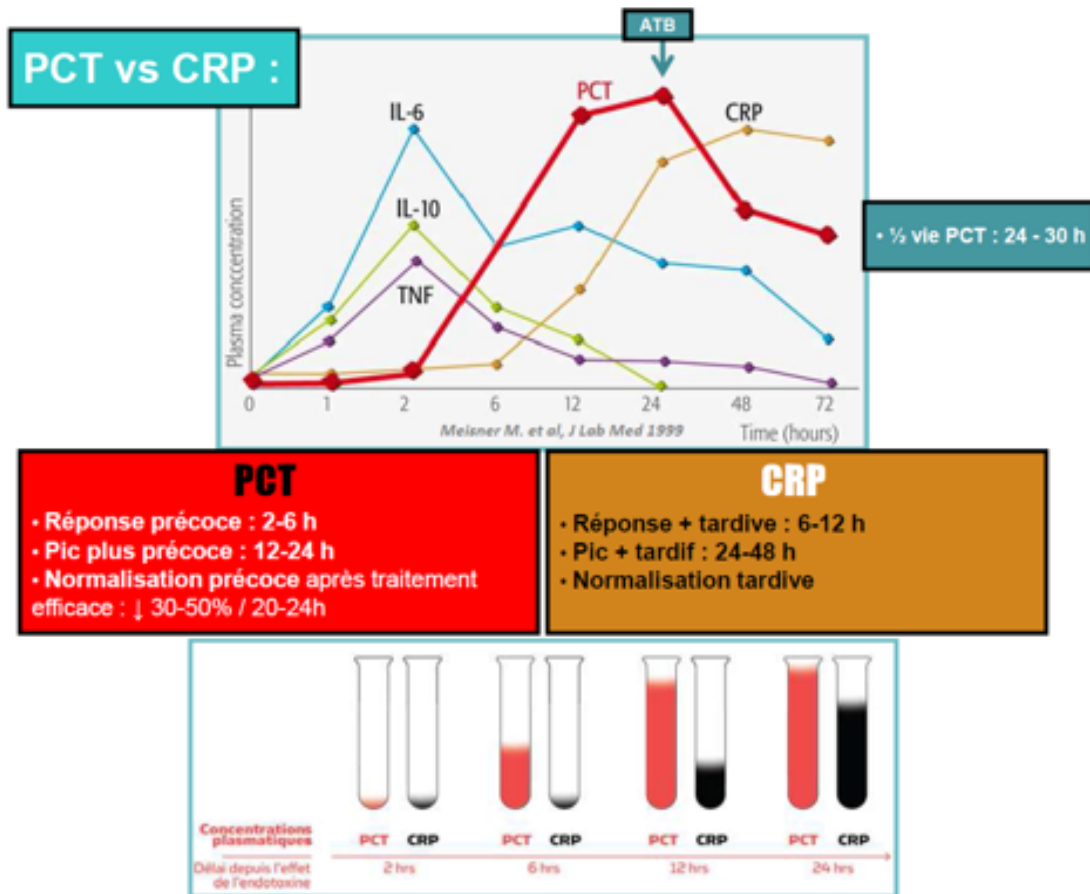 ATB
PCT vs CRP :
PCT
IL-6
CRP
IL-10
TNF
Plasma conccentration
• ½ vie PCT : 24 - 30 h
0 1 2 6 12 24 48 72
Meisner M. et al, J Lab Med 1999
Time (hours)
PCT
• Réponse précoce : 2-6 h
• Pic plus précoce : 12-24 h
• Normalisation précoce après traitement
efficace : ↓ 30-50% / 20-24h
CRP
• Réponse + tardive : 6-12 h
• Pic + tardif : 24-48 h
• Normalisation tardive
Concentrations
plasmatiques
PCT CRP PCT CRP PCT CRP PCT CRP
Délai depuis l'effet
de l'endotoxine
2 hrs 6 hrs 12 hrs 24 hrs